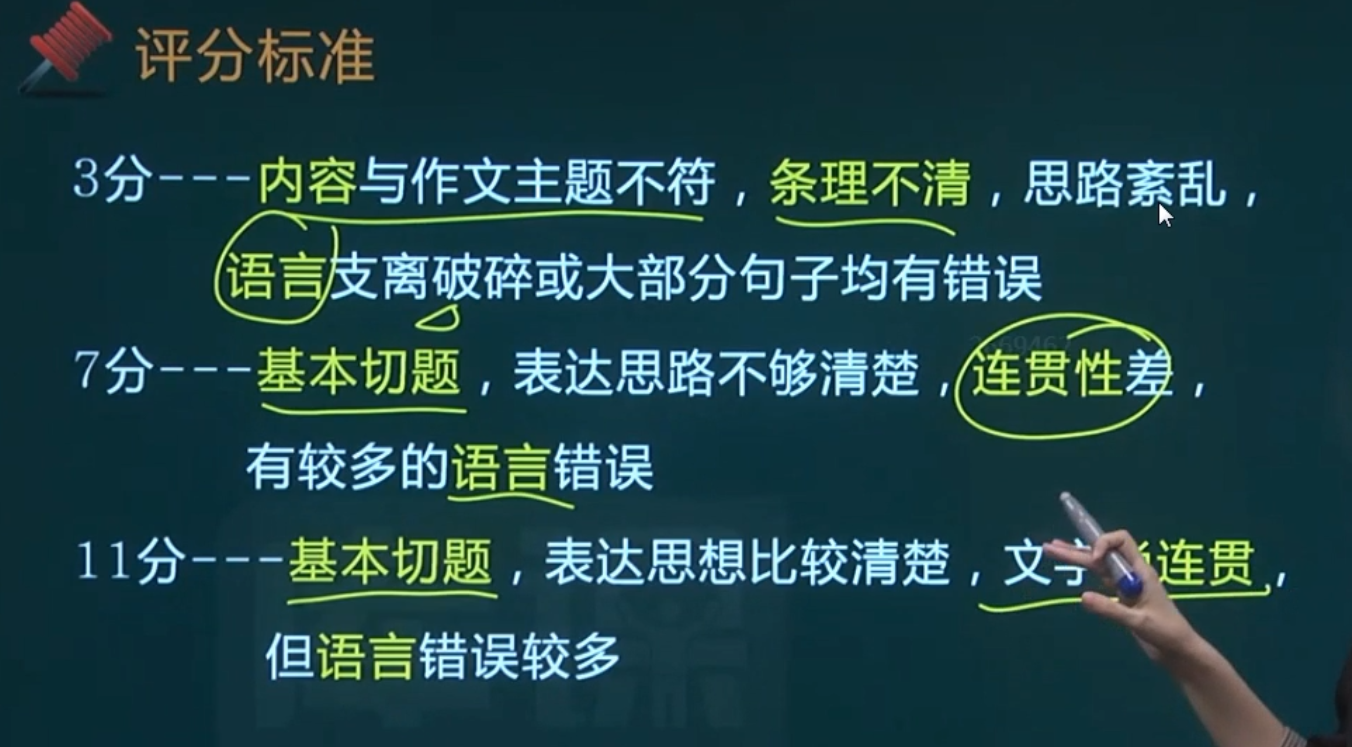 评分标准
3分---内容与作文主题不符，条理不清，思路紊乱，
语言支离破碎或大部分句子均有错误
7分---基本切题，表达思路不够清楚，连贯性差，
有较多的语言错误
11分---基本切题，表达思想比较清楚，文字尚连贯，
但语言错误较多